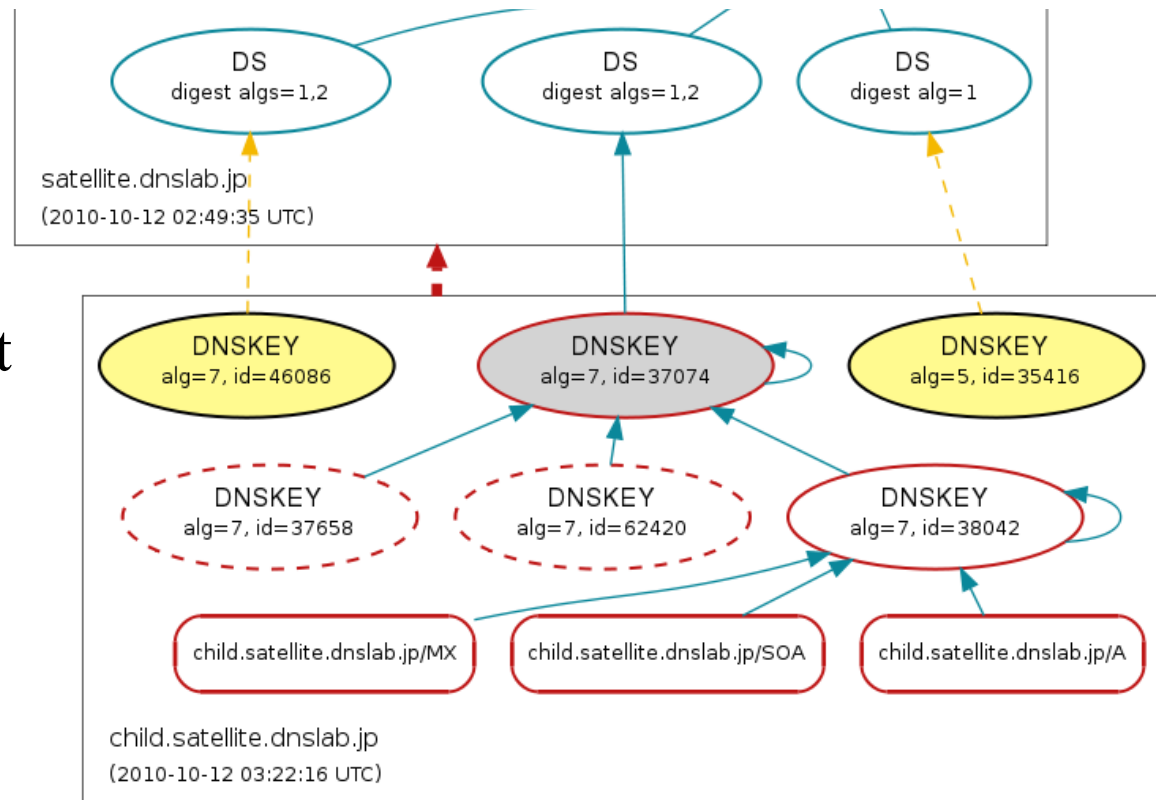 DS
digest algs=1,2
DS
digest algs=1,2
DS
digest alg=1
satellite.dnslab.jp
(2010-10-12 02:49:35 UTC)
t
DNSKEY
alg=7, id=46086
DNSKEY
alg=7, id=37074
DNSKEY
alg=5, id=35416
DNSKEY
alg=7, id=37658
DNSKEY
alg=7, id=62420
DNSKEY
alg=7, id=38042
child.satellite.dnslab.jp/MX
child.satellite.dnslab.jp/SOA
child.satellite.dnslab.jp/A
child.satellite.dnslab.jp
(2010-10-12 03:22:16 UTC)